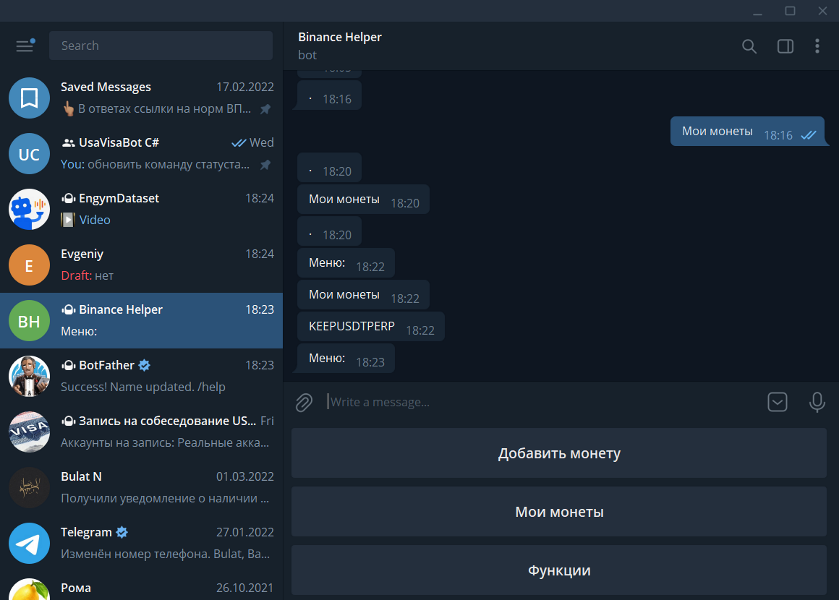 Search
Saved Messages 17.02.2022
В ответах ссылки на норм ВП...
UC
UsaVisaBot C# Wed
You: обновить команду статуста...
EngymDataset 18:24
Video
E
Evgeniy 18:24
Draft: нет
BH
Binance Helper 18:23
Меню:
BotFather 18:23
Success! Name updated. /help
VISA
Запись на собеседование US... Fri
Аккаунты на запись: Реальные акка...
Bulat N 01.03.2022
Получили уведомление о наличии ...
Telegram 27.01.2022
Изменён номер телефона. Bulat, Ва...
Рома 26.10.2021
Binance Helper
bot
. 18:16
Мои монеты 18:16
. 18:20
Мои монеты 18:20
. 18:20
Меню: 18:22
Мои монеты 18:22
KEEPUSDTPERP 18:22
Меню: 18:23
Write a message...
Добавить монету
Мои монеты
Функции